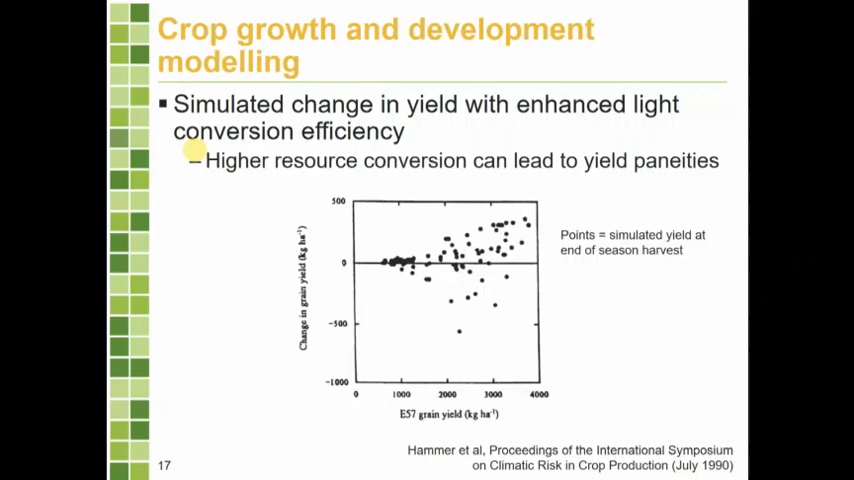 Crop growth and development
modelling
▪ Simulated change in yield with enhanced light
conversion efficiency
– Higher resource conversion can lead to yield paneities
500
0
-500
-1000
Change in grain yield (kg ha⁻¹)
0 1000 2000 3000 4000
E57 grain yield (kg ha⁻¹)
Points = simulated yield at
end of season harvest
Hammer et al, Proceedings of the International Symposium
on Climatic Risk in Crop Production (July 1990)
17